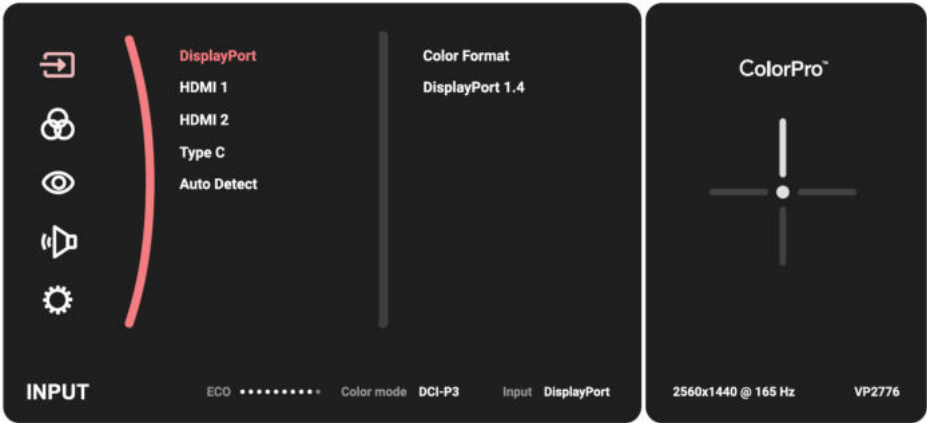 DisplayPort
HDMI 1
HDMI 2
Type C
Auto Detect
Color Format
DisplayPort 1.4
INPUT
ECO
Color mode DCI-P3
Input DisplayPort
ColorPro™
2560x1440 @ 165 Hz
VP2776